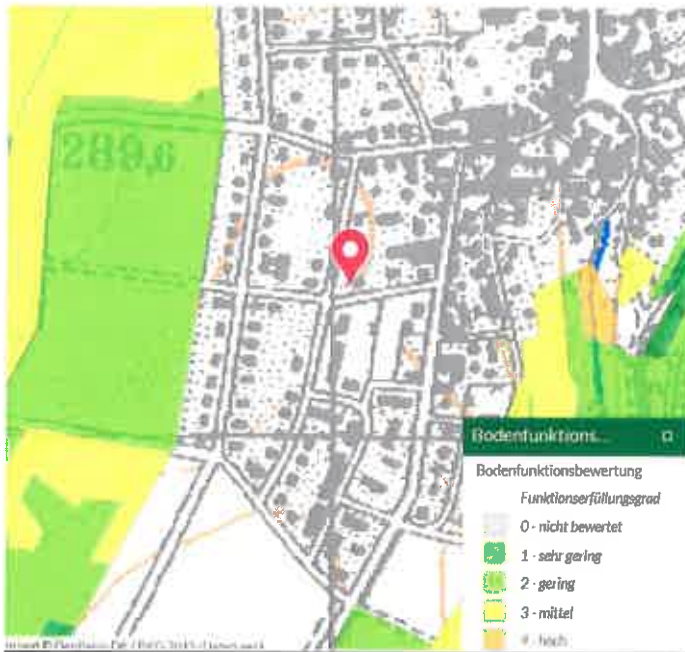 289,6
Bodenfunktions...
Bodenfunktionsbewertung
Funktionserfüllungsgrad
0 - nicht bewertet
1 - sehr gering
2 - gering
3 - mittel
4 - hoch